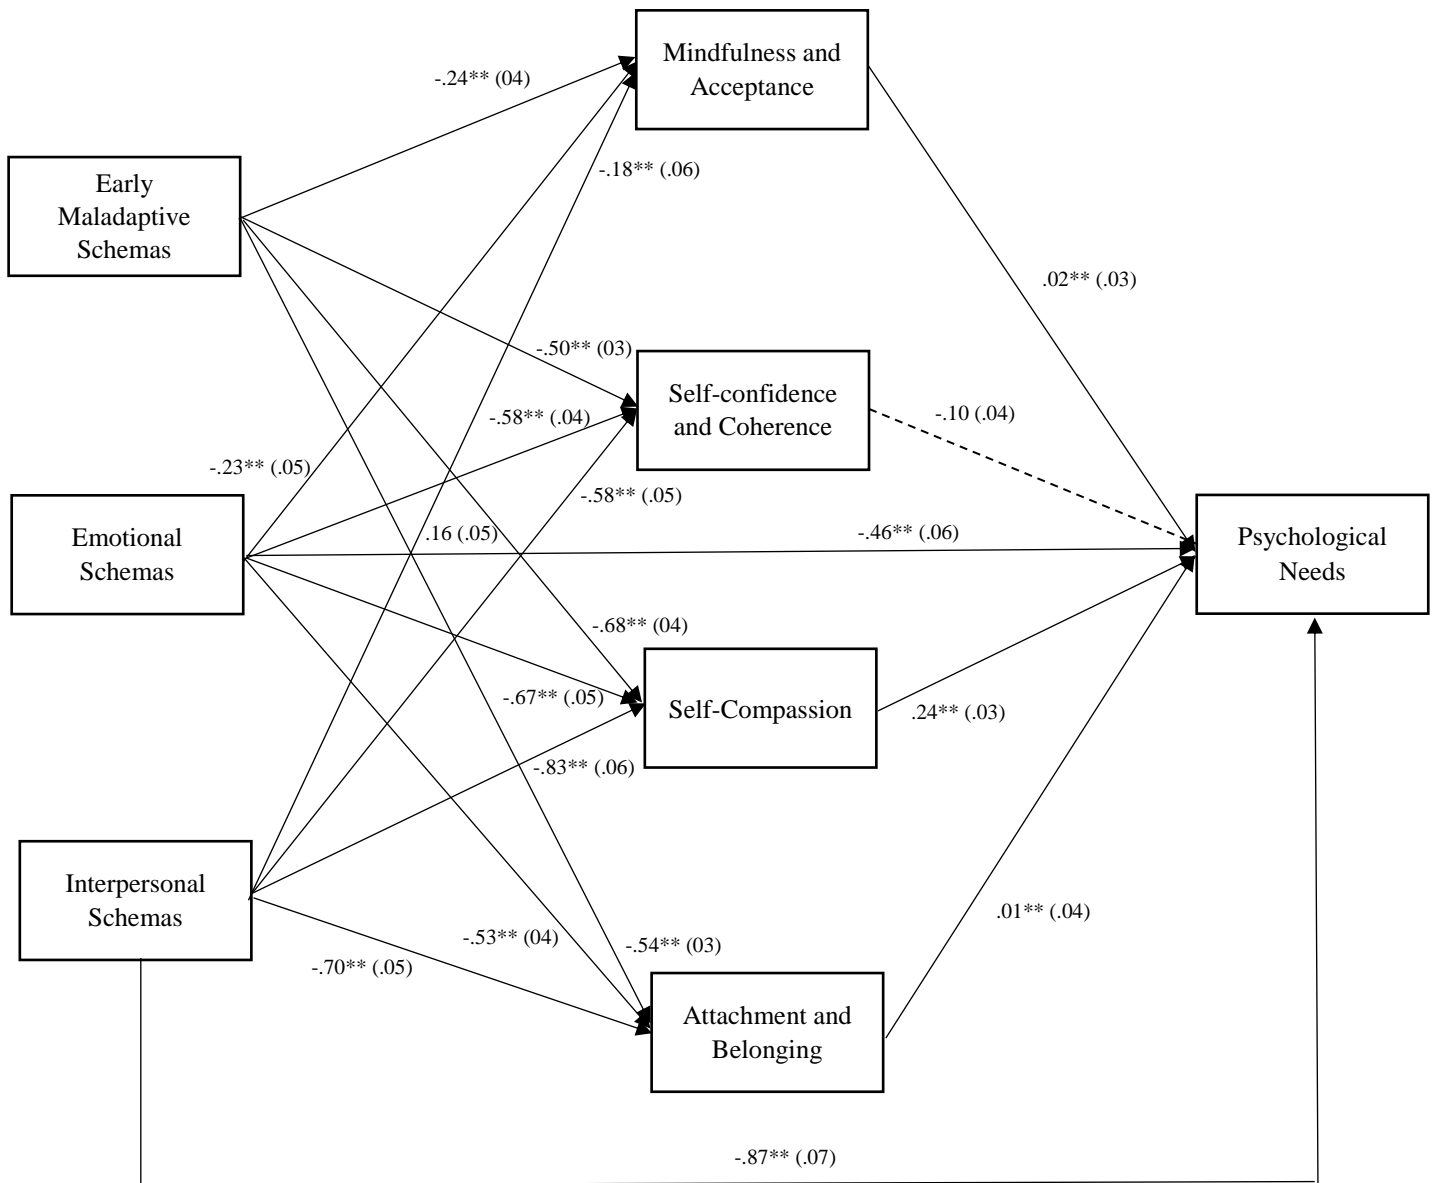 Mindfulness and
Acceptance
-.24** (04)
Early
Maladaptive
Schemas
-.18** (.06)
.02** (.03)
-.50** (03)
Self-confidence
and Coherence
-.10 (.04)
-.58** (.04)
-.23** (.05)
-.58** (.05)
Emotional
Schemas
.16 (.05)
-.46** (.06)
Psychological
Needs
-.68** (04)
Self-Compassion
-.67** (.05)
.24** (.03)
-.83** (.06)
Interpersonal
Schemas
-.53** (04)
-.54** (03)
.01** (.04)
-.70** (.05)
Attachment and
Belonging
-.87** (.07)